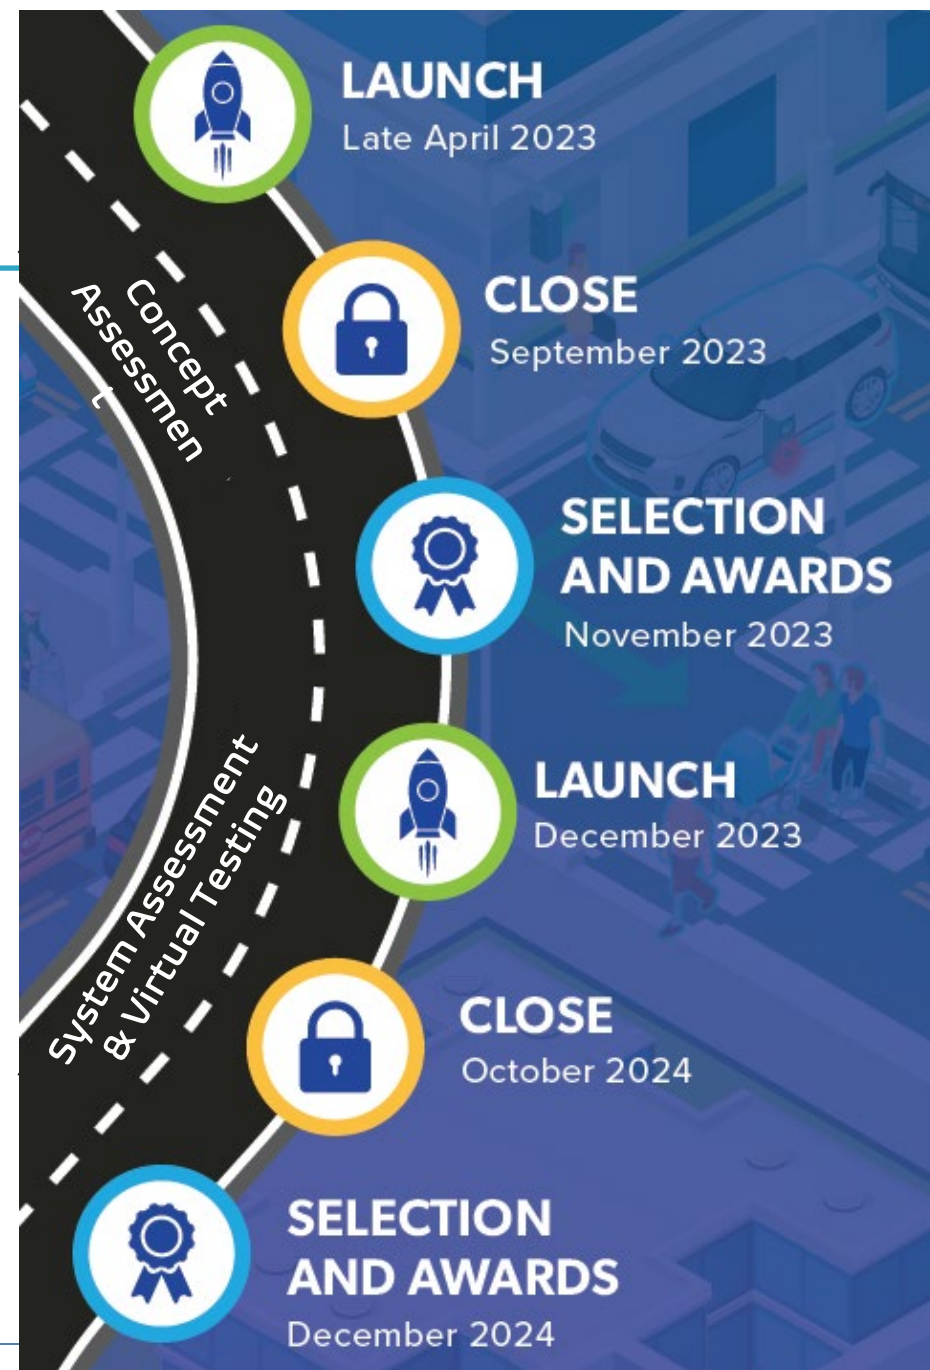 LAUNCH
Late April 2023
Concept
Assessmen
t
CLOSE
September 2023
SELECTION
AND AWARDS
November 2023
LAUNCH
December 2023
System Assessment
& Virtual Testing
CLOSE
October 2024
SELECTION
AND AWARDS
December 2024